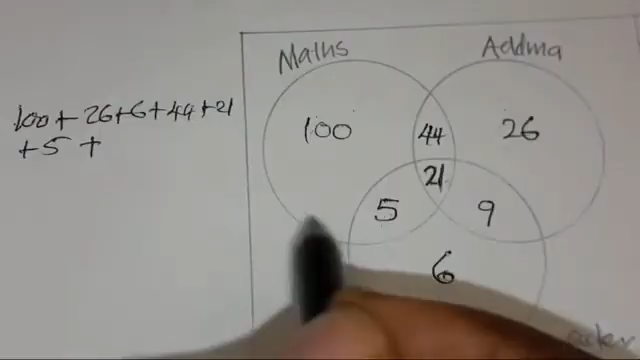 Maths
Addma
100 + 26 + 6 + 44 + 21
+ 5 +
100
44
26
21
5
9
6